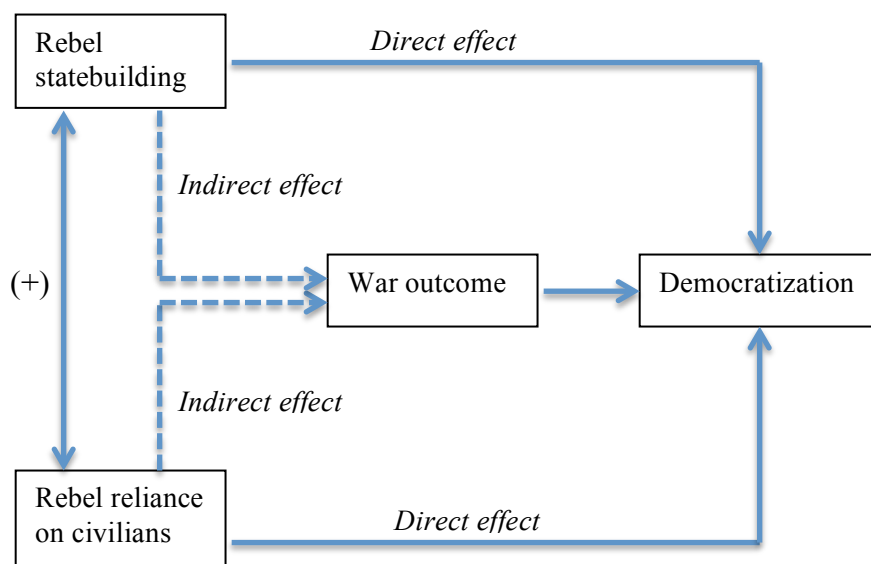 Rebel
statebuilding
Direct effect
Indirect effect
(+)
War outcome
Democratization
Indirect effect
Rebel reliance
on civilians
Direct effect